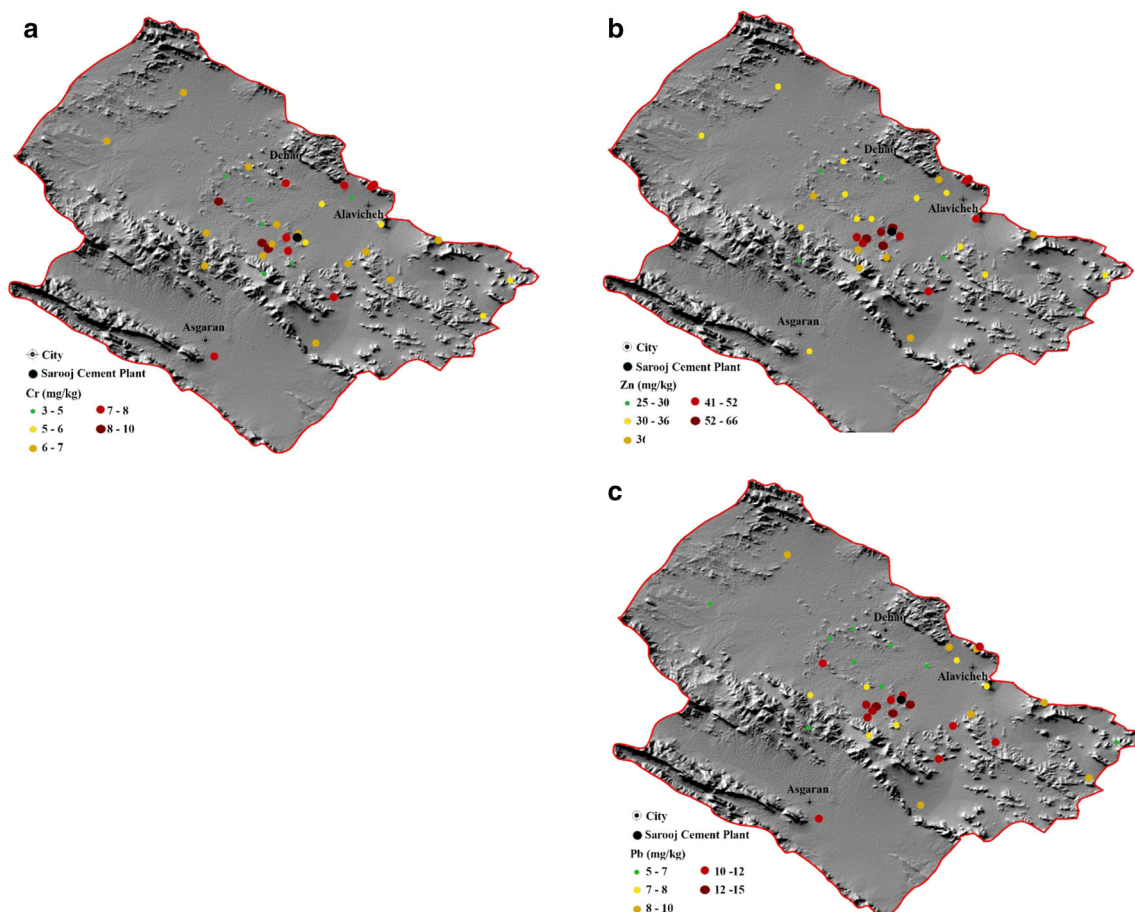 a
Dehaq
Alavicheh
Asgaran
City
Sarooj Cement Plant
Cr (mg/kg)
3 - 5
7 - 8
5 - 6
8 - 10
6 - 7
b
Dehaq
Alavicheh
Asgaran
City
Sarooj Cement Plant
Zn (mg/kg)
25 - 30
41 - 52
30 - 36
52 - 66
c
Dehaq
Alavicheh
Asgaran
City
Sarooj Cement Plant
Pb (mg/kg)
5 - 7
10 -12
7 - 8
12 -15
8 - 10